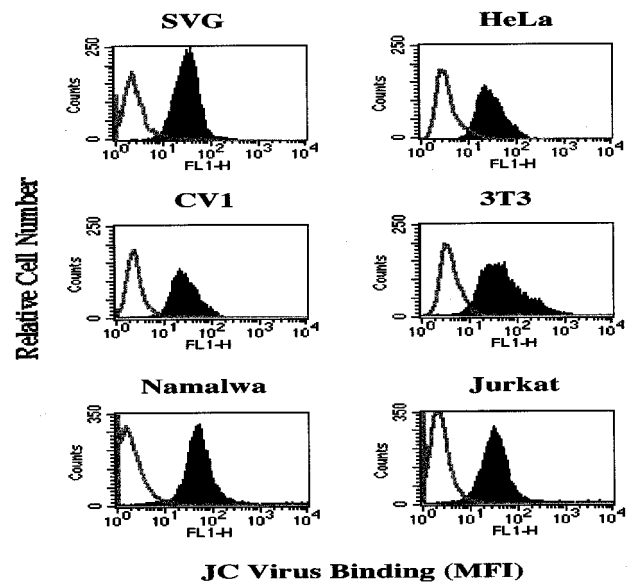 SVG
HeLa
250
Counts
0
10^0 10^1 10^2 10^3 10^4
FL1-H
250
Counts
0
10^0 10^1 10^2 10^3 10^4
FL1-H
Relative Cell Number
CV1
3T3
250
Counts
0
10^0 10^1 10^2 10^3 10^4
FL1-H
250
Counts
0
10^0 10^1 10^2 10^3 10^4
FL1-H
Namalwa
Jurkat
350
Counts
0
10^0 10^1 10^2 10^3 10^4
FL1-H
350
Counts
0
10^0 10^1 10^2 10^3 10^4
FL1-H
JC Virus Binding (MFI)